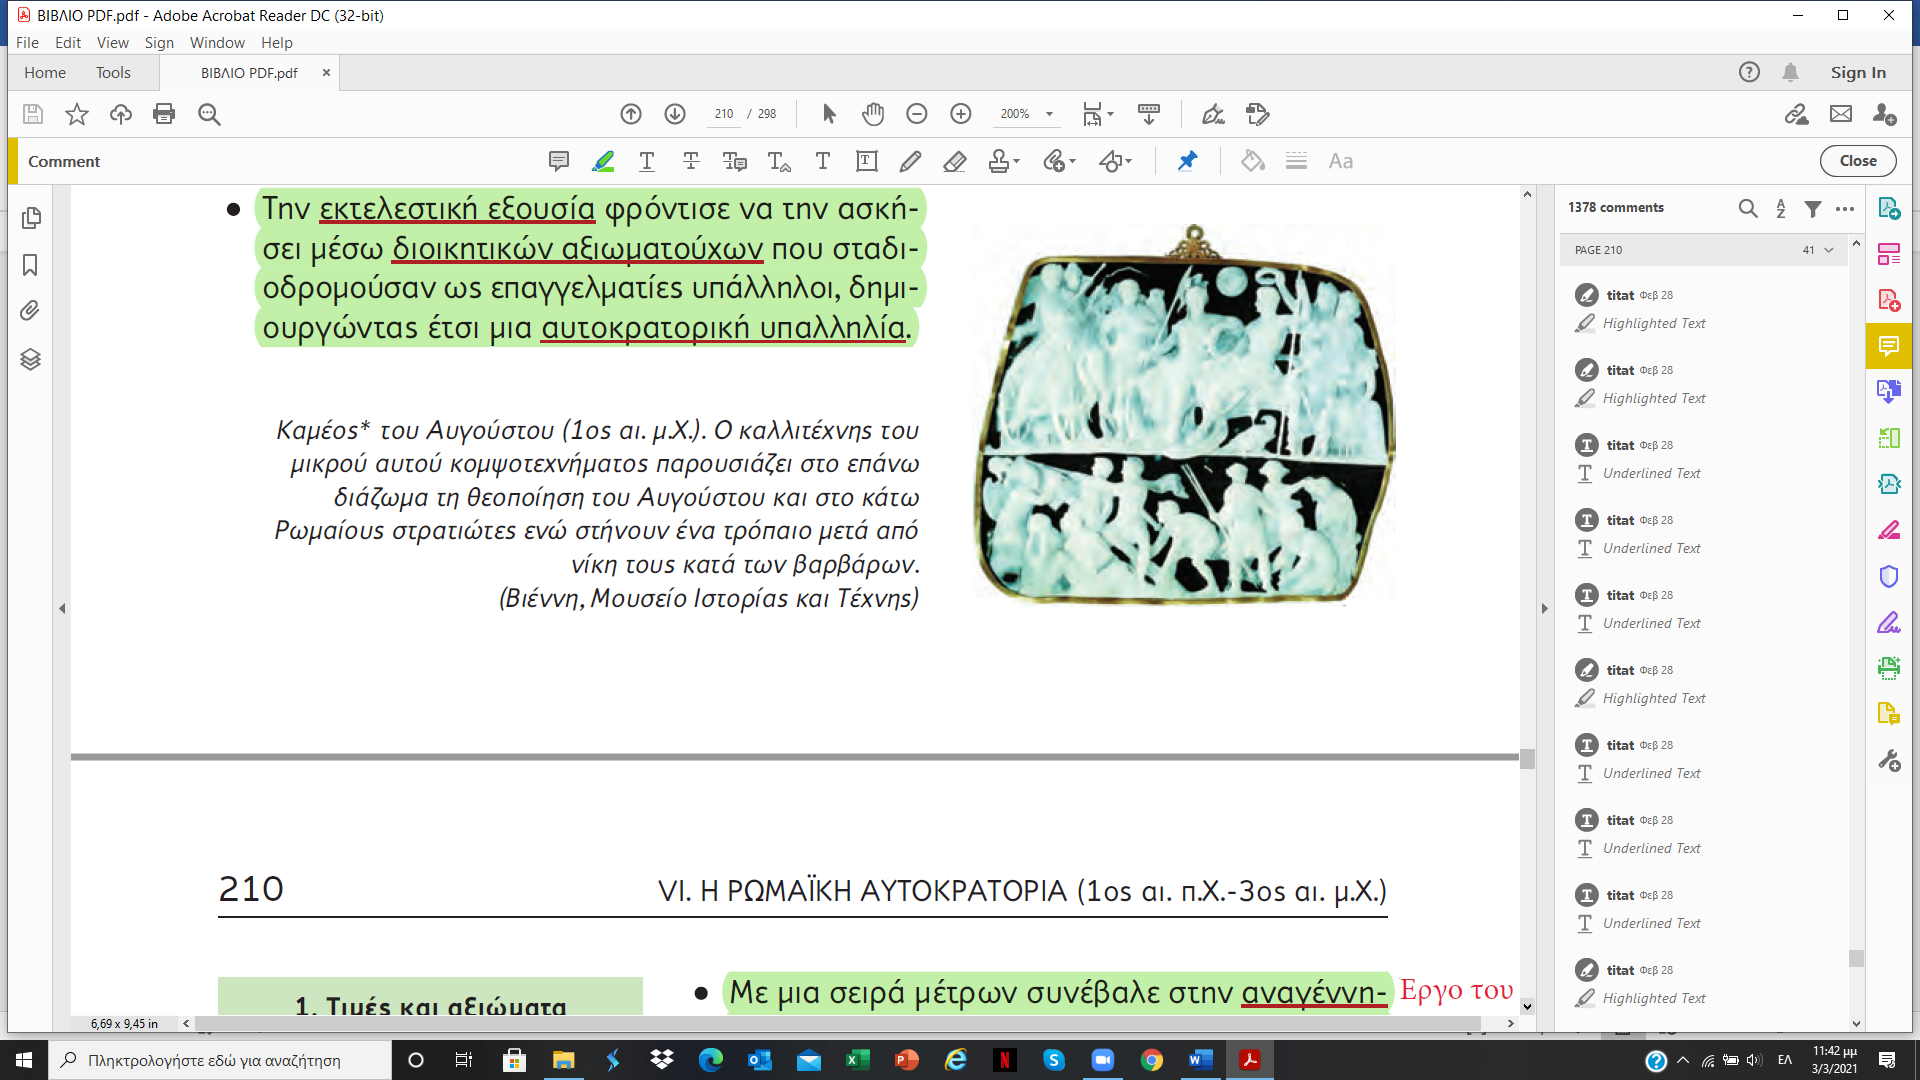 ΒΙΒΛΙΟ PDF.pdf - Adobe Acrobat Reader DC (32-bit)
File Edit View Sign Window Help
Home Tools ΒΙΒΛΙΟ PDF.pdf × Sign In
210 / 298 200%
Comment Close
• Την εκτελεστική εξουσία φρόντισε να την ασκή-
σει μέσω διοικητικών αξιωματούχων που σταδι-
οδρομούσαν ως επαγγελματίες υπάλληλοι, δημι-
ουργώντας έτσι μια αυτοκρατορική υπαλληλία.
Καμέος* του Αυγούστου (1ος αι. μ.Χ.). Ο καλλιτέχνης του
μικρού αυτού κομψοτεχνήματος παρουσιάζει στο επάνω
διάζωμα τη θεοποίηση του Αυγούστου και στο κάτω
Ρωμαίους στρατιώτες ενώ στήνουν ένα τρόπαιο μετά από
νίκη τους κατά των βαρβάρων.
(Βιέννη, Μουσείο Ιστορίας και Τέχνης)
210 VI. Η ΡΩΜΑΪΚΗ ΑΥΤΟΚΡΑΤΟΡΙΑ (1ος αι. π.Χ.-3ος αι. μ.Χ.)
1. Τιμές και αξιώματα
• Με μια σειρά μέτρων συνέβαλε στην αναγέννη- Έργο του
6,69 x 9,45 in
1378 comments
PAGE 210 41
titat Φεβ 28
Highlighted Text
titat Φεβ 28
Highlighted Text
titat Φεβ 28
Underlined Text
titat Φεβ 28
Underlined Text
titat Φεβ 28
Underlined Text
titat Φεβ 28
Highlighted Text
titat Φεβ 28
Underlined Text
titat Φεβ 28
Underlined Text
titat Φεβ 28
Underlined Text
titat Φεβ 28
Highlighted Text
Πληκτρολογήστε εδώ για αναζήτηση
ΕΛ
11:42 μμ
3/3/2021